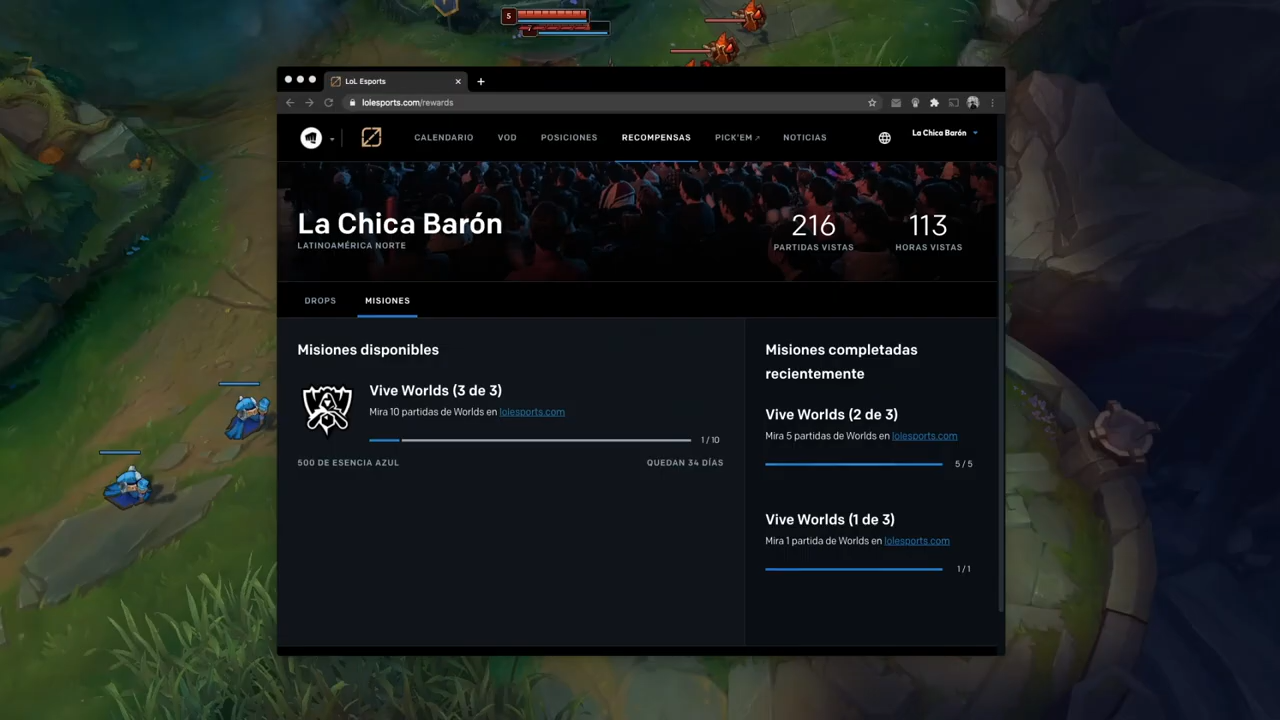 5
7
LoL Esports
lolesports.com/rewards
CALENDARIO VOD POSICIONES RECOMPENSAS PICK'EM NOTICIAS La Chica Barón
La Chica Barón
LATINOAMÉRICA NORTE
216
PARTIDAS VISTAS
113
HORAS VISTAS
DROPS MISIONES
Misiones disponibles
Vive Worlds (3 de 3)
Mira 10 partidas de Worlds en lolesports.com
1 / 10
500 DE ESENCIA AZUL QUEDAN 34 DÍAS
Misiones completadas
recientemente
Vive Worlds (2 de 3)
Mira 5 partidas de Worlds en lolesports.com
5 / 5
Vive Worlds (1 de 3)
Mira 1 partida de Worlds en lolesports.com
1 / 1